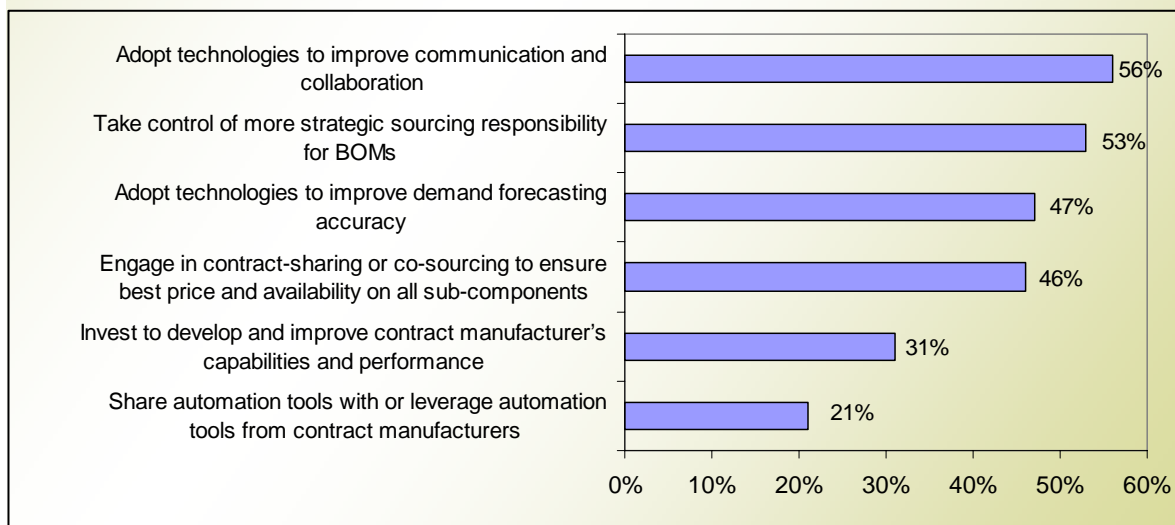 Adopt technologies to improve communication and
collaboration
56%
Take control of more strategic sourcing responsibility
for BOMs
53%
Adopt technologies to improve demand forecasting
accuracy
47%
Engage in contract-sharing or co-sourcing to ensure
best price and availability on all sub-components
46%
Invest to develop and improve contract manufacturer’s
capabilities and performance
31%
Share automation tools with or leverage automation
tools from contract manufacturers
21%
0% 10% 20% 30% 40% 50% 60%